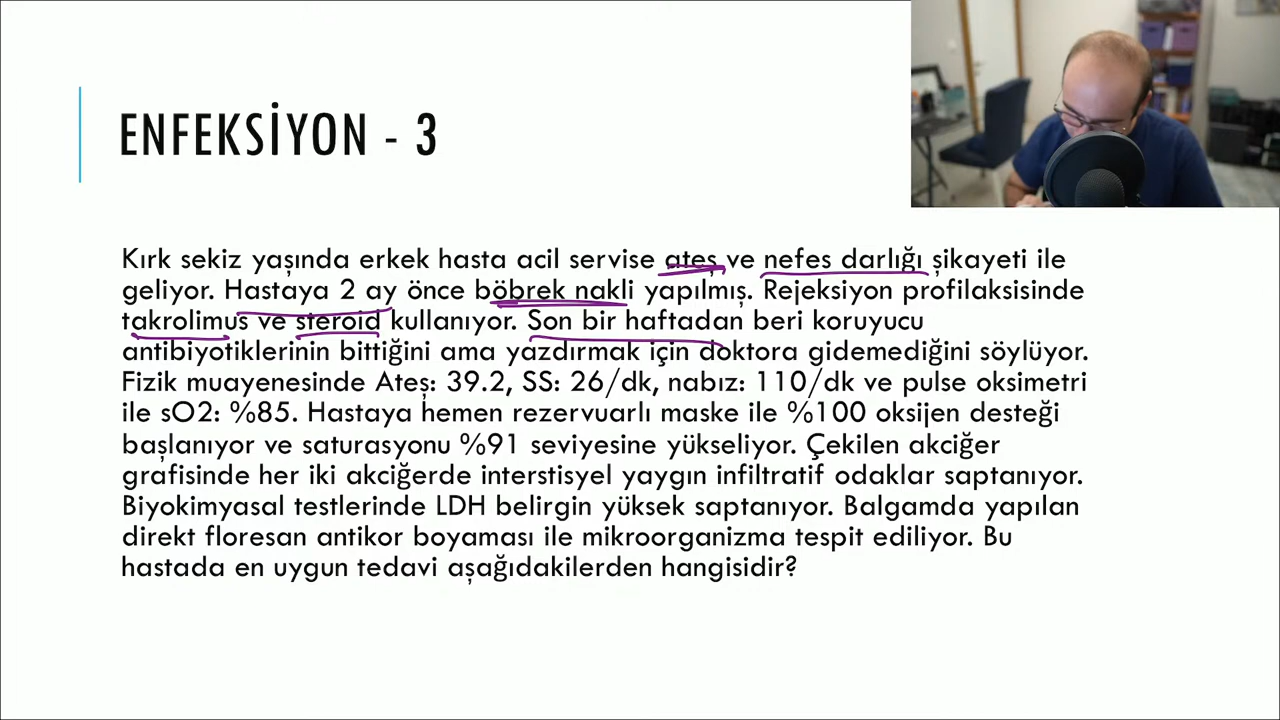 ENFEKSİYON - 3
Kırk sekiz yaşında erkek hasta acil servise ateş ve nefes darlığı şikayeti ile
geliyor. Hastaya 2 ay önce böbrek nakli yapılmış. Rejeksiyon profilaksisinde
takrolimus ve steroid kullanıyor. Son bir haftadan beri koruyucu
antibiyotiklerinin bittiğini ama yazdırmak için doktora gidemediğini söylüyor.
Fizik muayenesinde Ateş: 39.2, SS: 26/dk, nabız: 110/dk ve pulse oksimetri
ile sO2: %85. Hastaya hemen rezervuarlı maske ile %100 oksijen desteği
başlanıyor ve saturasyonu %91 seviyesine yükseliyor. Çekilen akciğer
grafisinde her iki akciğerde interstisyel yaygın infiltratif odaklar saptanıyor.
Biyokimyasal testlerinde LDH belirgin yüksek saptanıyor. Balgamda yapılan
direkt floresan antikor boyaması ile mikroorganizma tespit ediliyor. Bu
hastada en uygun tedavi aşağıdakilerden hangisidir?